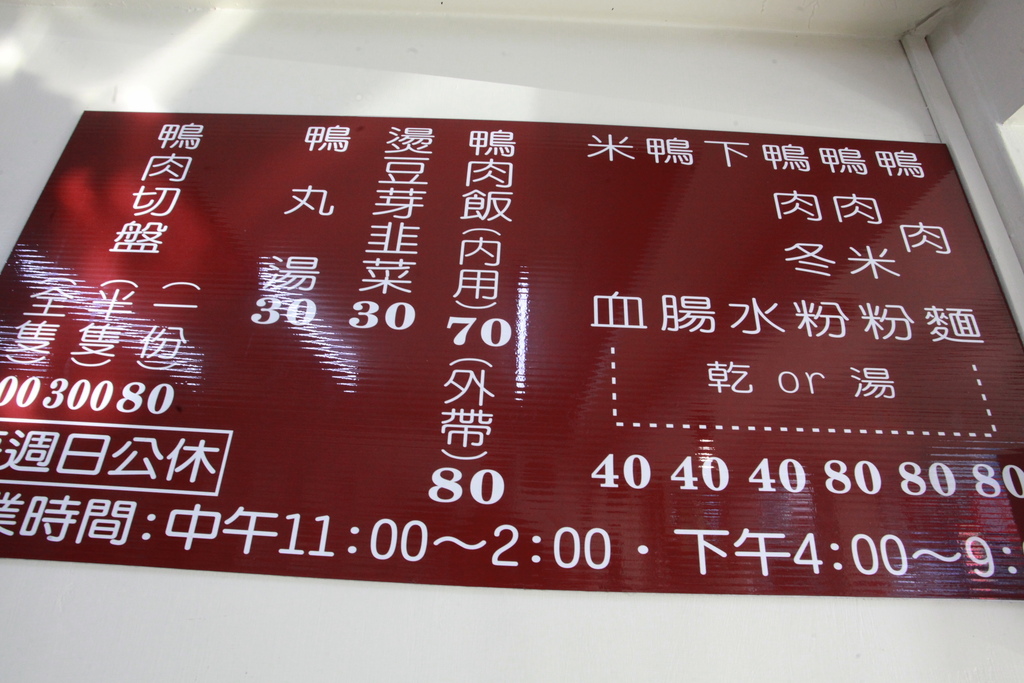 鴨肉麵 80
鴨肉米粉 80
鴨肉冬粉 80
下水 40
鴨腸 40
米血 40
乾 or 湯
鴨肉飯(內用)70(外帶)80
燙豆芽韭菜 30
鴨丸湯 30
鴨肉切盤
(一份) 80
(半隻) 300
(全隻) 00
週日公休
業時間:中午11:00~2:00·下午4:00~9: